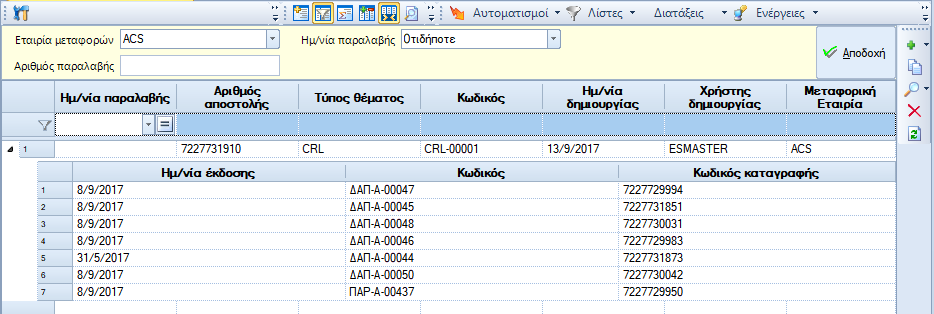 Αυτοματισμοί Λίστες Διατάξεις Ενέργειες
Εταιρία μεταφορών ACS Ημ/νία παραλαβής Οτιδήποτε
Αριθμός παραλαβής Αποδοχή
Ημ/νία παραλαβής Αριθμός αποστολής Τύπος θέματος Κωδικός Ημ/νία δημιουργίας Χρήστης δημιουργίας Μεταφορική Εταιρία
=
1 7227731910 CRL CRL-00001 13/9/2017 ESMASTER ACS
Ημ/νία έκδοσης Κωδικός Κωδικός καταγραφής
1 8/9/2017 ΔΑΠ-Α-00047 7227729994
2 8/9/2017 ΔΑΠ-Α-00045 7227731851
3 8/9/2017 ΔΑΠ-Α-00048 7227730031
4 8/9/2017 ΔΑΠ-Α-00046 7227729983
5 31/5/2017 ΔΑΠ-Α-00044 7227731873
6 8/9/2017 ΔΑΠ-Α-00050 7227730042
7 8/9/2017 ΠΑΡ-Α-00437 7227729950